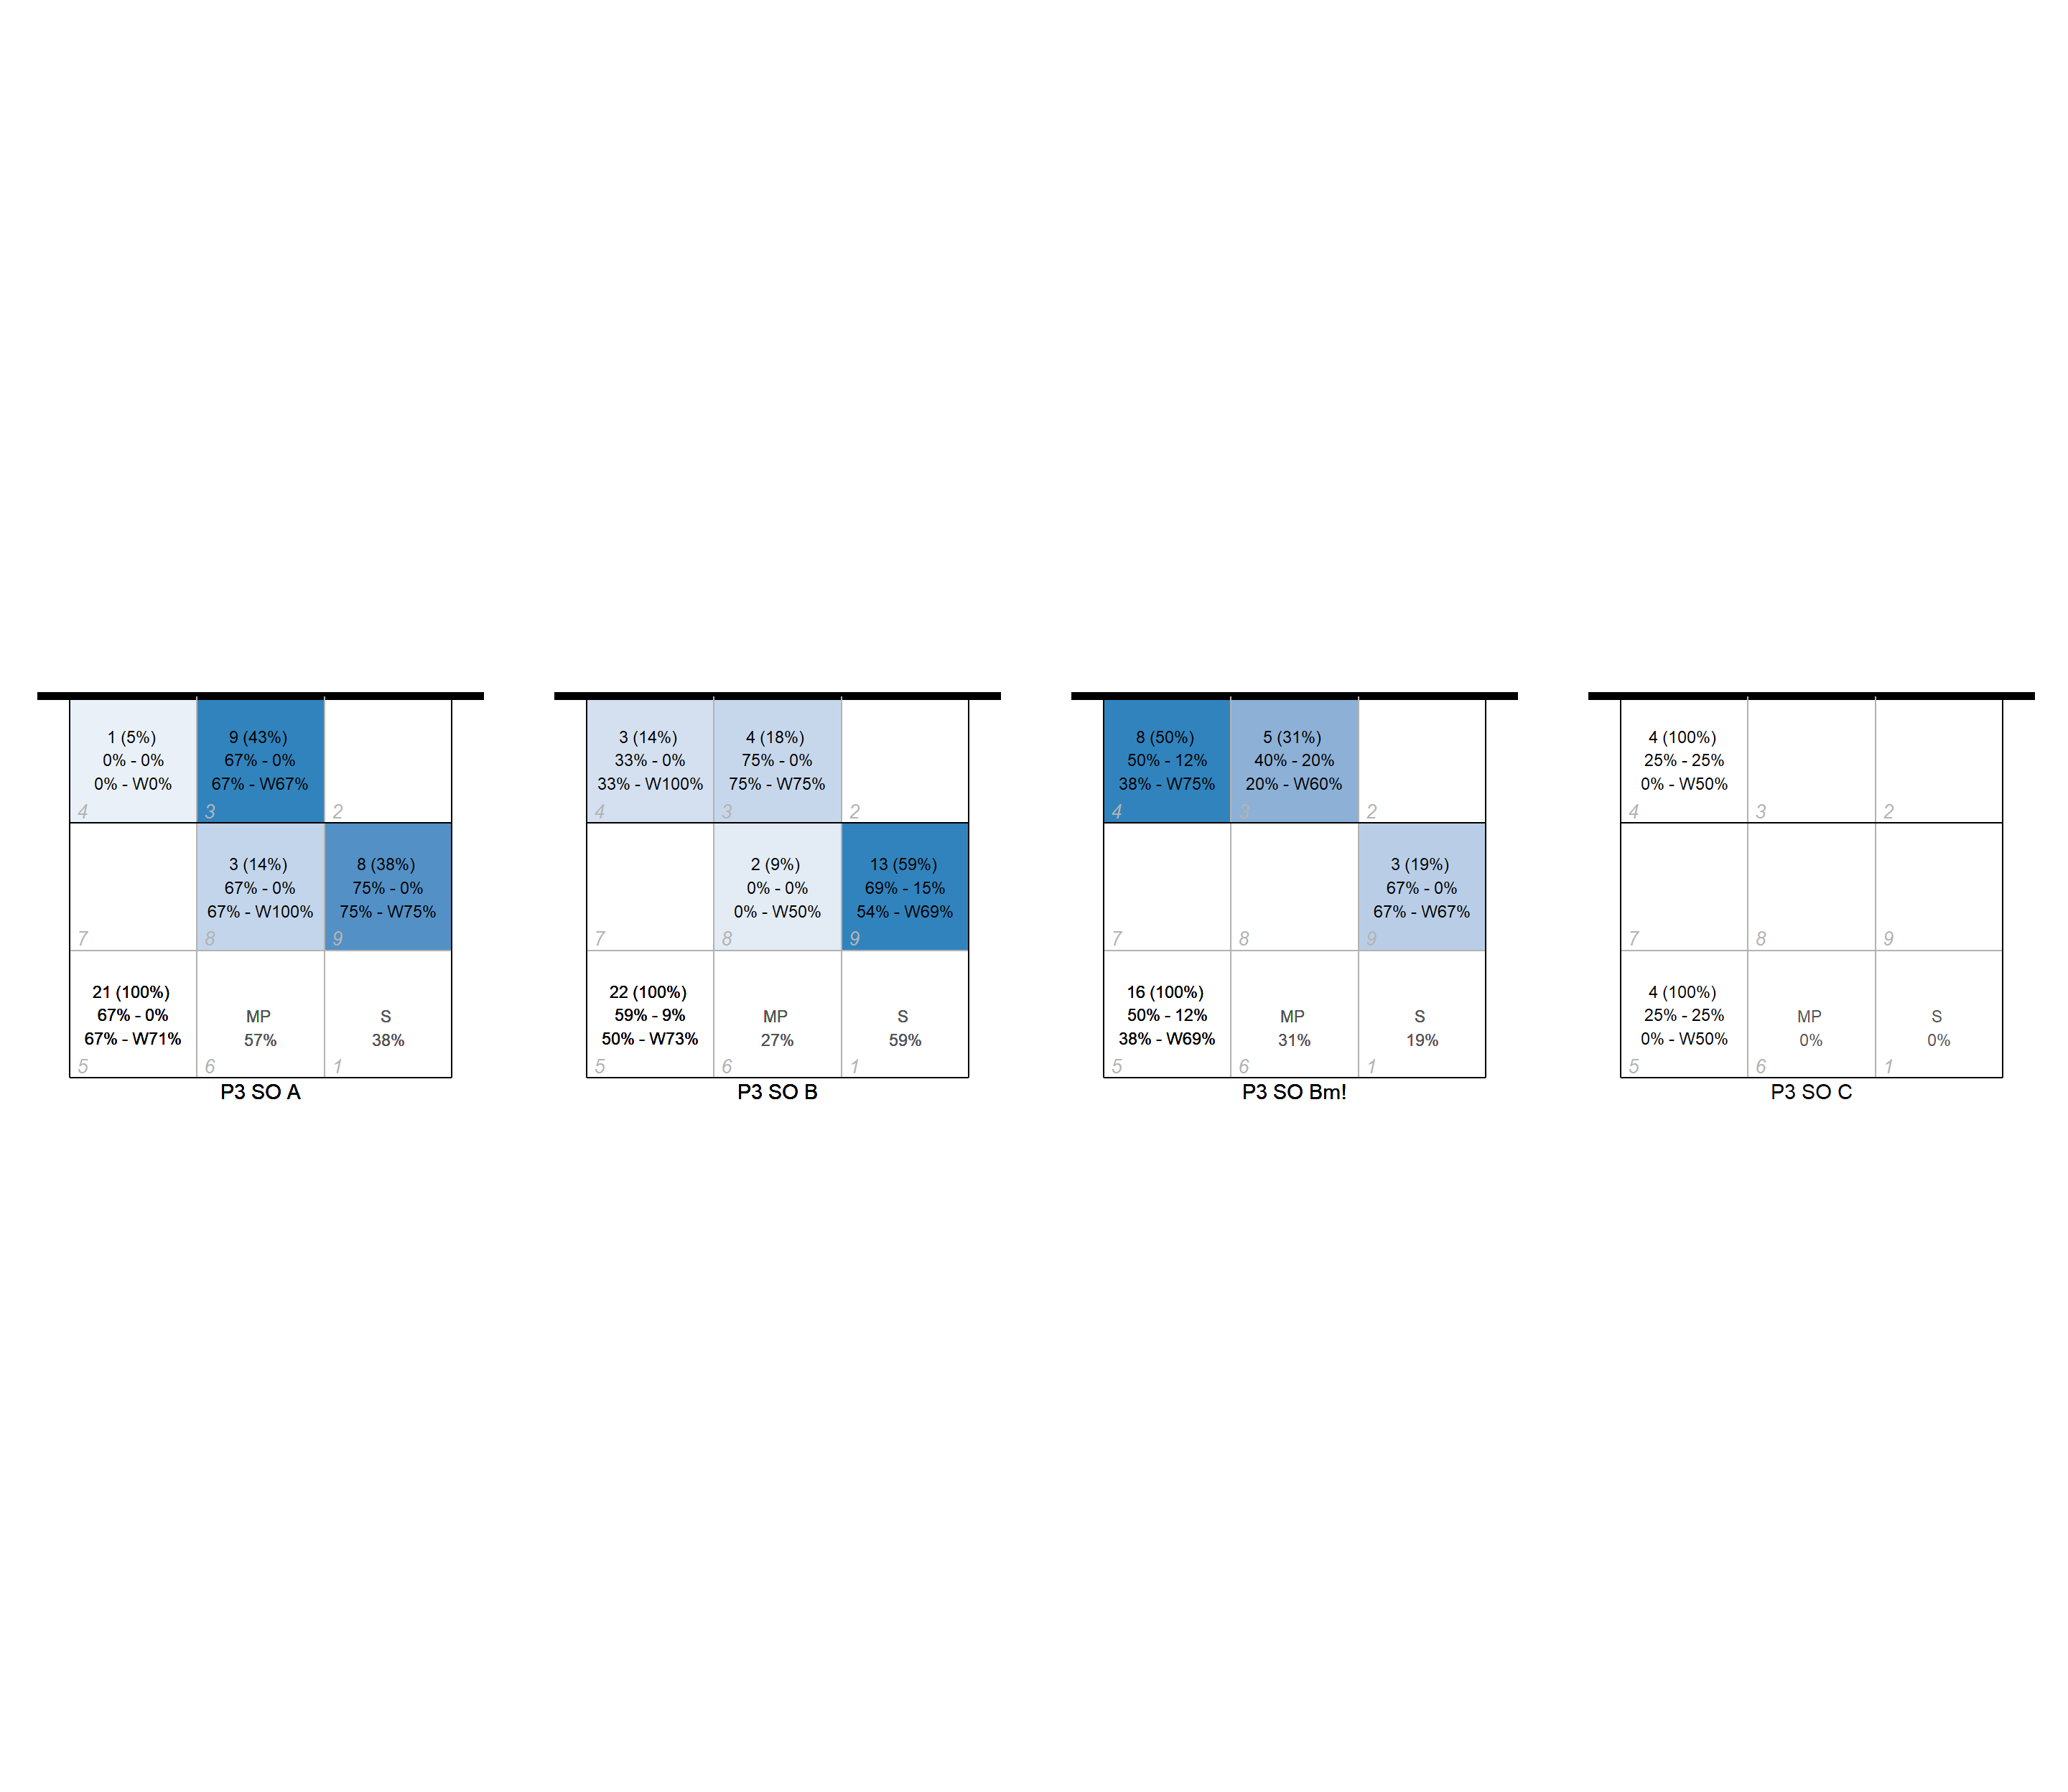 1 (5%)
0% - 0%
0% - W0%
4
9 (43%)
67% - 0%
67% - W67%
3
2
7
3 (14%)
67% - 0%
67% - W100%
8
8 (38%)
75% - 0%
75% - W75%
9
21 (100%)
67% - 0%
67% - W71%
5
MP
57%
6
S
38%
1
P3 SO A
3 (14%)
33% - 0%
33% - W100%
4
4 (18%)
75% - 0%
75% - W75%
3
2
7
2 (9%)
0% - 0%
0% - W50%
8
13 (59%)
69% - 15%
54% - W69%
9
22 (100%)
59% - 9%
50% - W73%
5
MP
27%
6
S
59%
1
P3 SO B
8 (50%)
50% - 12%
38% - W75%
4
5 (31%)
40% - 20%
20% - W60%
3
2
7
8
3 (19%)
67% - 0%
67% - W67%
9
16 (100%)
50% - 12%
38% - W69%
5
MP
31%
6
S
19%
1
P3 SO Bm!
4 (100%)
25% - 25%
0% - W50%
4
3
2
7
8
9
4 (100%)
25% - 25%
0% - W50%
5
MP
0%
6
S
0%
1
P3 SO C